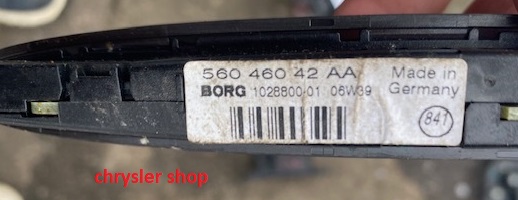 560 460 42 AA Made in
BORG 1028800-01 06W39 Germany
841
chrysler shop